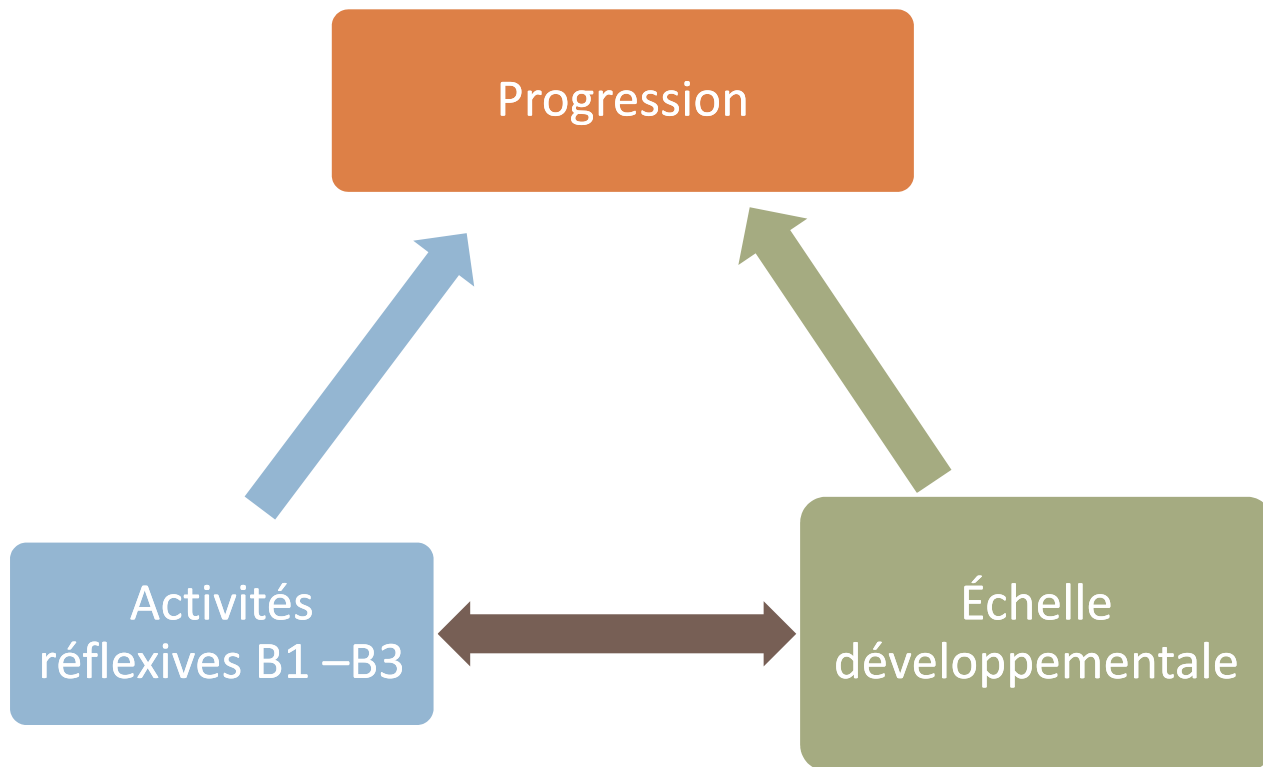 Progression
Activités
réflexives B1 –B3
Échelle
développementale